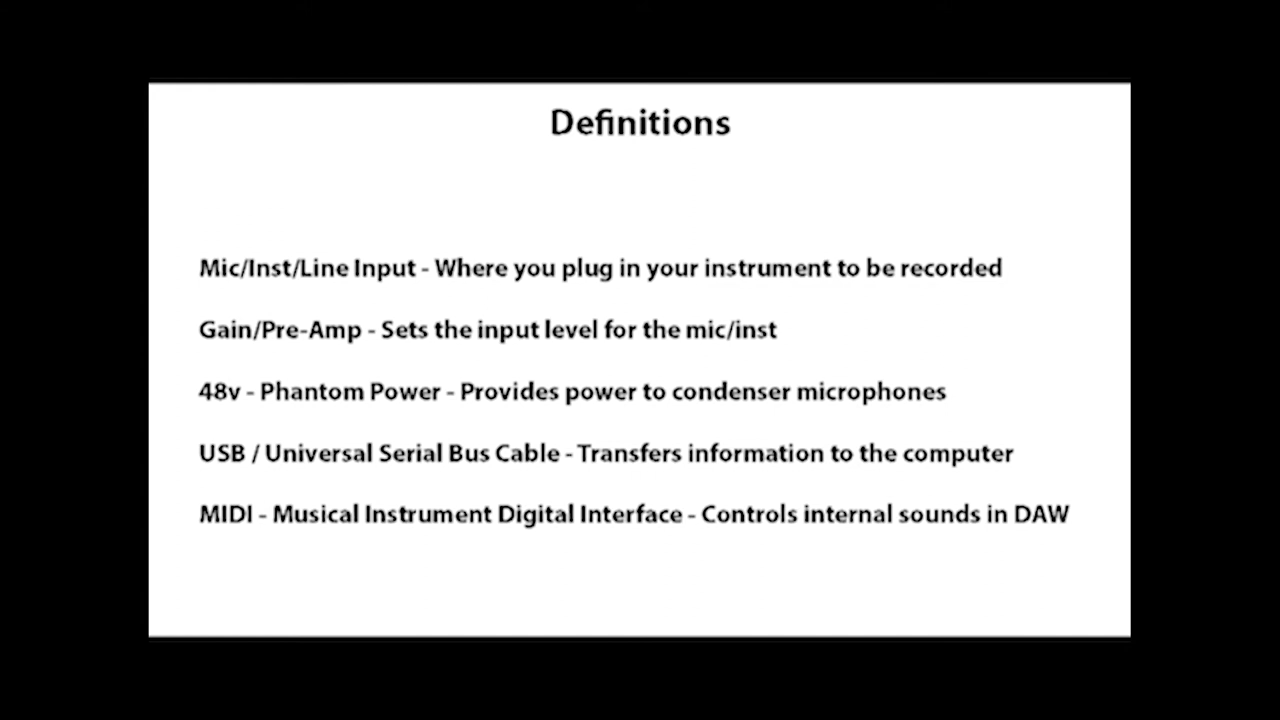 Definitions
Mic/Inst/Line Input - Where you plug in your instrument to be recorded
Gain/Pre-Amp - Sets the input level for the mic/inst
48v - Phantom Power - Provides power to condenser microphones
USB / Universal Serial Bus Cable - Transfers information to the computer
MIDI - Musical Instrument Digital Interface - Controls internal sounds in DAW